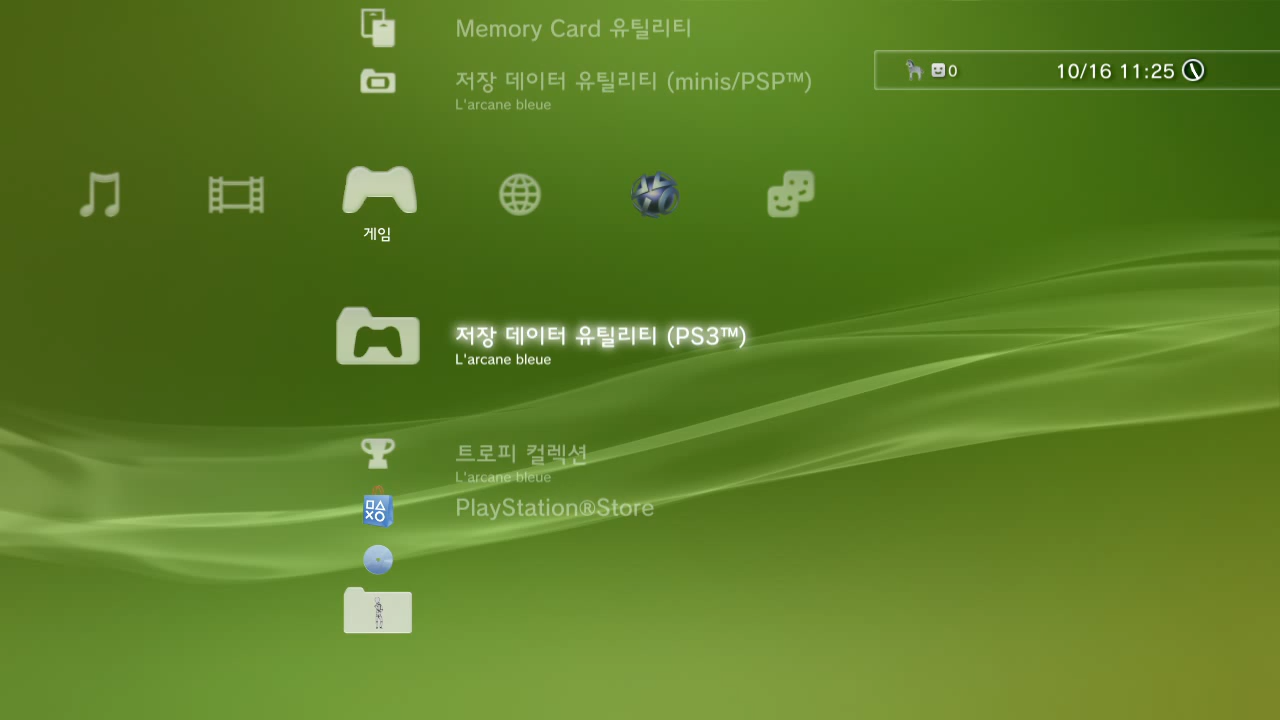 Memory Card 유틸리티
저장 데이터 유틸리티 (minis/PSP™)
L'arcane bleue
0
10/16 11:25
게임
저장 데이터 유틸리티 (PS3™)
L'arcane bleue
트로피 컬렉션
L'arcane bleue
PlayStation®Store